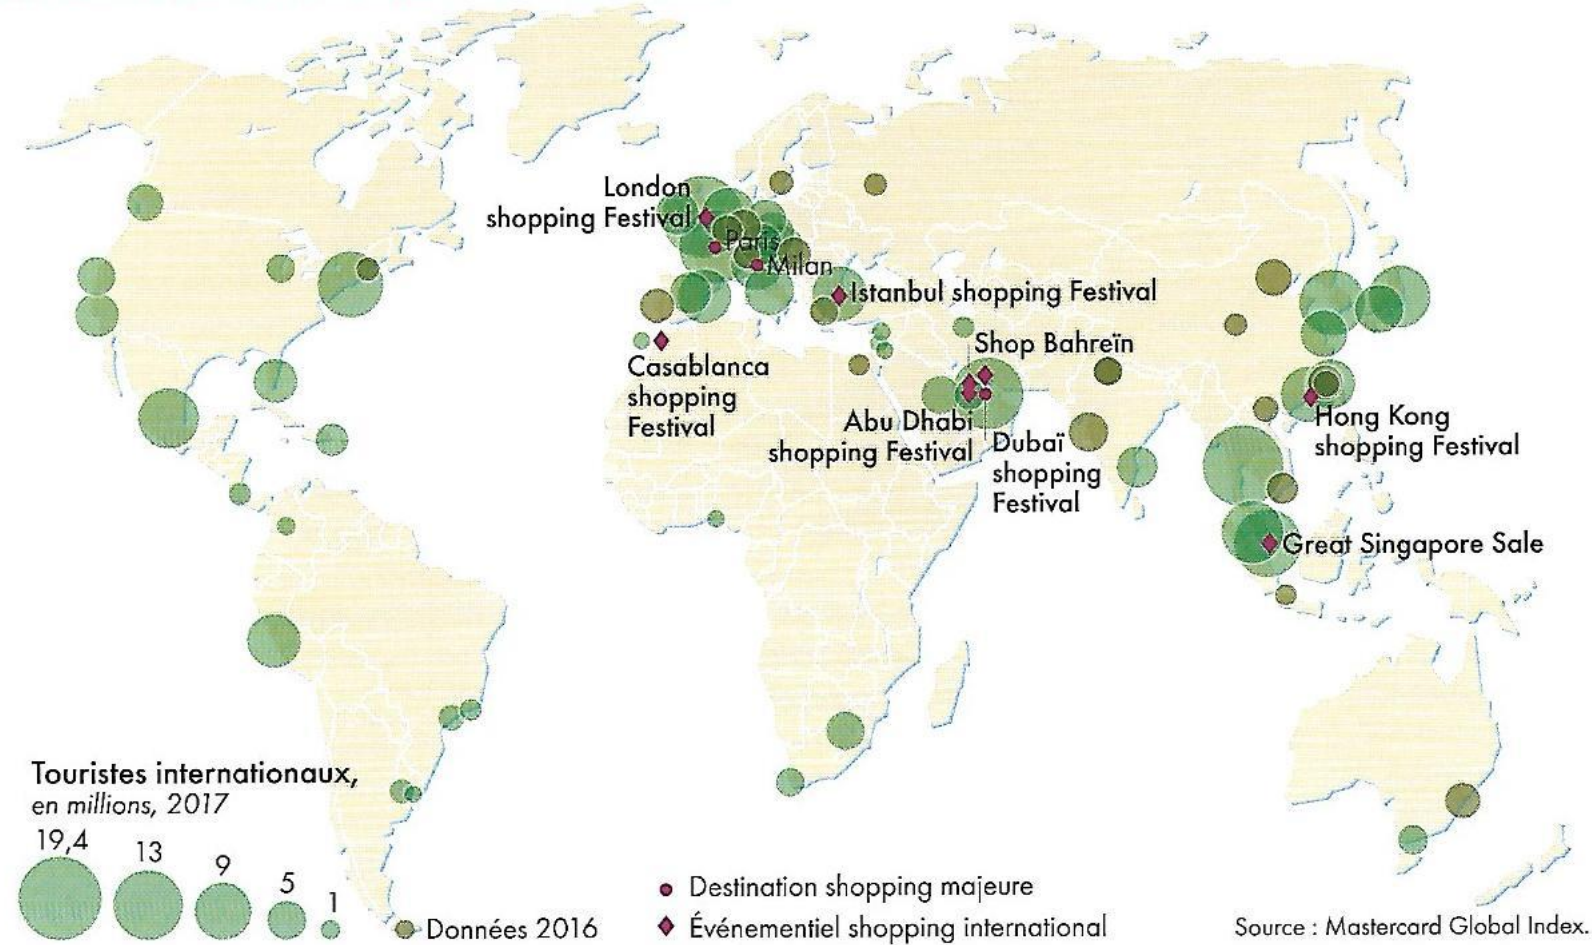 London
shopping Festival
Paris
Milan
Istanbul shopping Festival
Shop Bahreïn
Casablanca
shopping
Festival
Abu Dhabi
shopping Festival
Dubaï
shopping
Festival
Hong Kong
shopping Festival
Great Singapore Sale
Touristes internationaux,
en millions, 2017
19,4
13
9
5
1
Données 2016
Destination shopping majeure
Événementiel shopping international
Source : Mastercard Global Index.